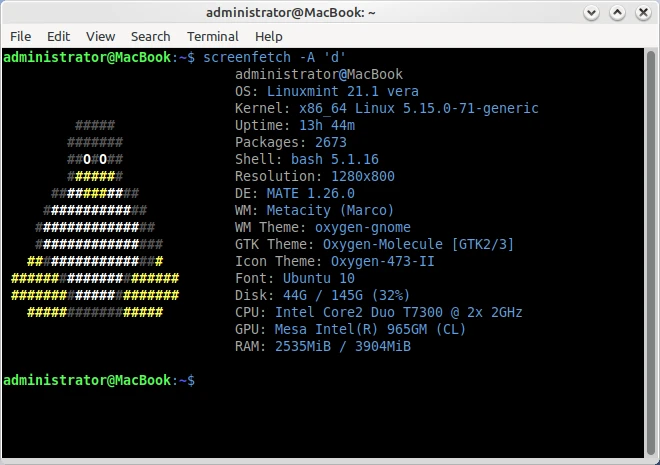 administrator@MacBook: ~
File Edit View Search Terminal Help
administrator@MacBook:~$ screenfetch -A 'd'
administrator@MacBook
OS: Linuxmint 21.1 vera
Kernel: x86_64 Linux 5.15.0-71-generic
##### Uptime: 13h 44m
####### Packages: 2673
##O#O## Shell: bash 5.1.16
####### Resolution: 1280x800
########### DE: MATE 1.26.0
############# WM: Metacity (Marco)
############### WM Theme: oxygen-gnome
################ GTK Theme: Oxygen-Molecule [GTK2/3]
################# Icon Theme: Oxygen-473-II
##################### Font: Ubuntu 10
##################### Disk: 44G / 145G (32%)
################# CPU: Intel Core2 Duo T7300 @ 2x 2GHz
GPU: Mesa Intel(R) 965GM (CL)
RAM: 2535MiB / 3904MiB
administrator@MacBook:~$